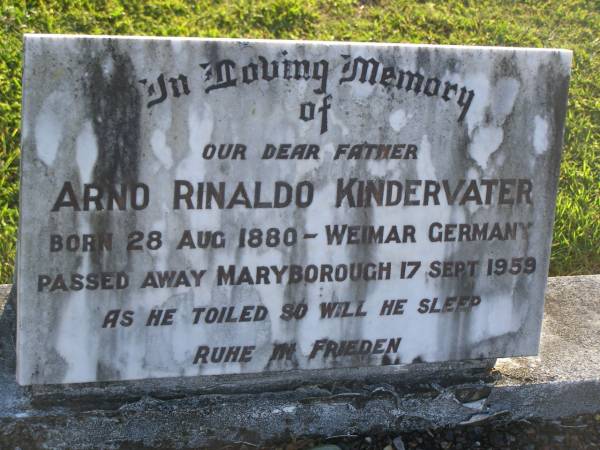 In Loving Memory
of
OUR DEAR FATHER
ARNO RINALDO KINDERVATER
BORN 28 AUG 1880 - WEIMAR GERMANY
PASSED AWAY MARYBOROUGH 17 SEPT 1959
AS HE TOILED SO WILL HE SLEEP
RUHE IN FRIEDEN